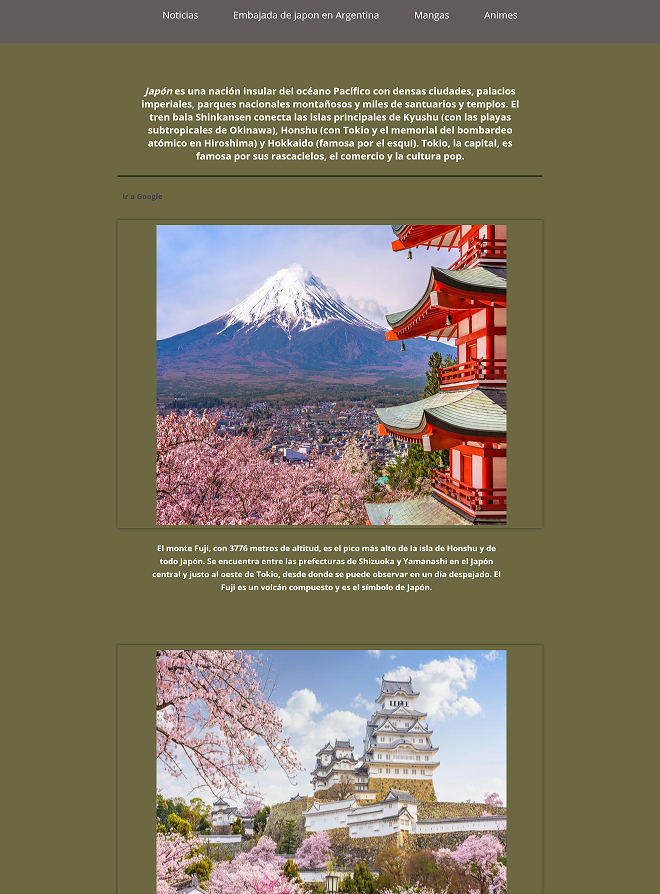 Noticias Embajada de japon en Argentina Mangas Animes
Japón es una nación insular del océano Pacífico con densas ciudades, palacios
imperiales, parques nacionales montañosos y miles de santuarios y templos. El
tren bala Shinkansen conecta las islas principales de Kyushu (con las playas
subtropicales de Okinawa), Honshu (con Tokio y el memorial del bombardeo
atómico en Hiroshima) y Hokkaido (famosa por el esquí). Tokio, la capital, es
famosa por sus rascacielos, el comercio y la cultura pop.
Ir a Google
El monte Fuji, con 3776 metros de altitud, es el pico más alto de la isla de Honshu y de
todo Japón. Se encuentra entre las prefecturas de Shizuoka y Yamanashi en el Japón
central y justo al oeste de Tokio, desde donde se puede observar en un día despejado. El
Fuji es un volcán compuesto y es el símbolo de Japón.